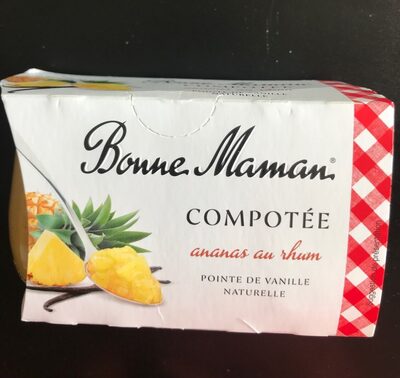 Bonne Maman®
COMPOTÉE
ananas au rhum
POINTE DE VANILLE
NATURELLE